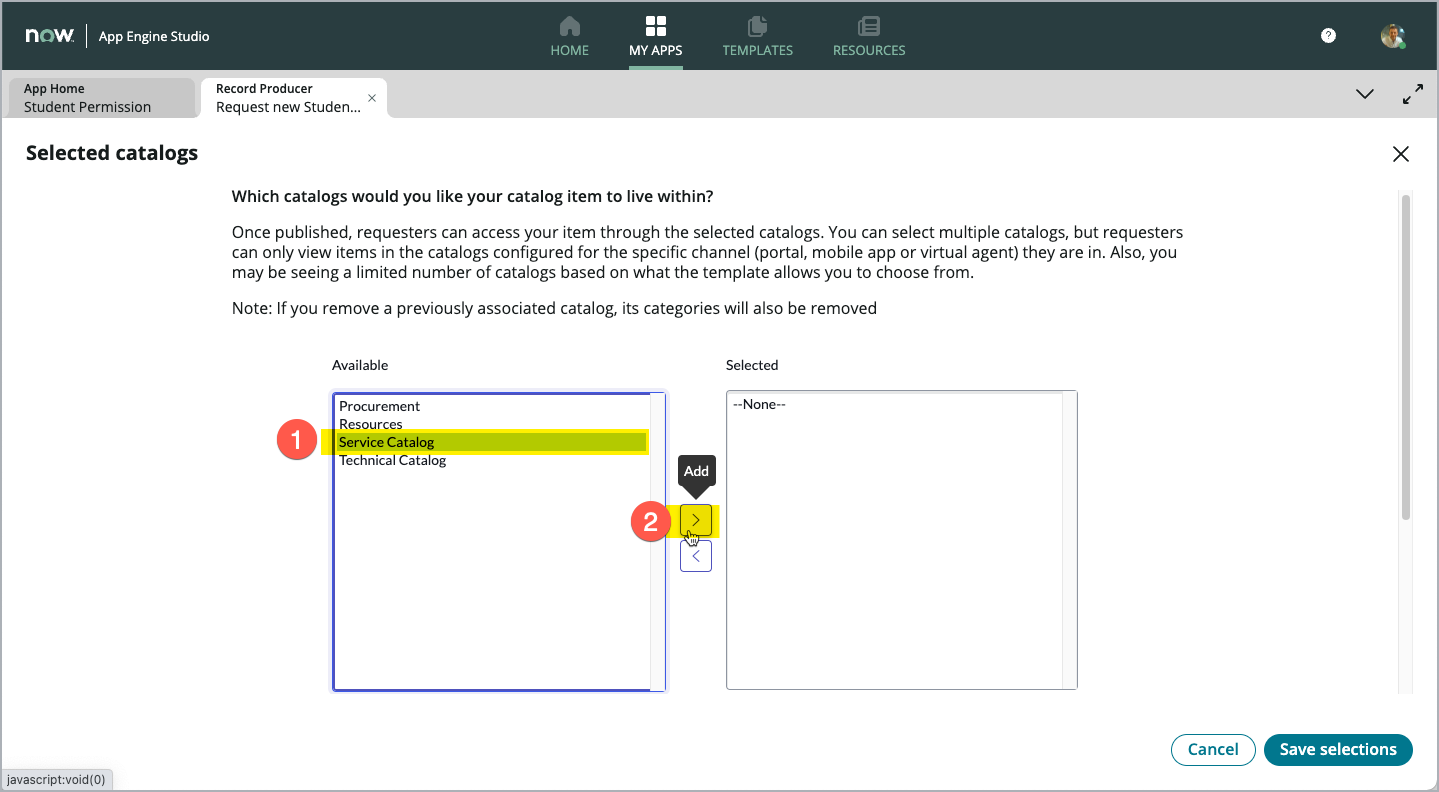 now App Engine Studio
HOME
MY APPS
TEMPLATES
RESOURCES
?
App Home
Student Permission
Record Producer
Request new Studen...
Selected catalogs
Which catalogs would you like your catalog item to live within?
Once published, requesters can access your item through the selected catalogs. You can select multiple catalogs, but requesters
can only view items in the catalogs configured for the specific channel (portal, mobile app or virtual agent) they are in. Also, you
may be seeing a limited number of catalogs based on what the template allows you to choose from.
Note: If you remove a previously associated catalog, its categories will also be removed
Available
Selected
Procurement
Resources
1
Service Catalog
Technical Catalog
--None--
Add
2
Cancel
Save selections
javascript:void(0)